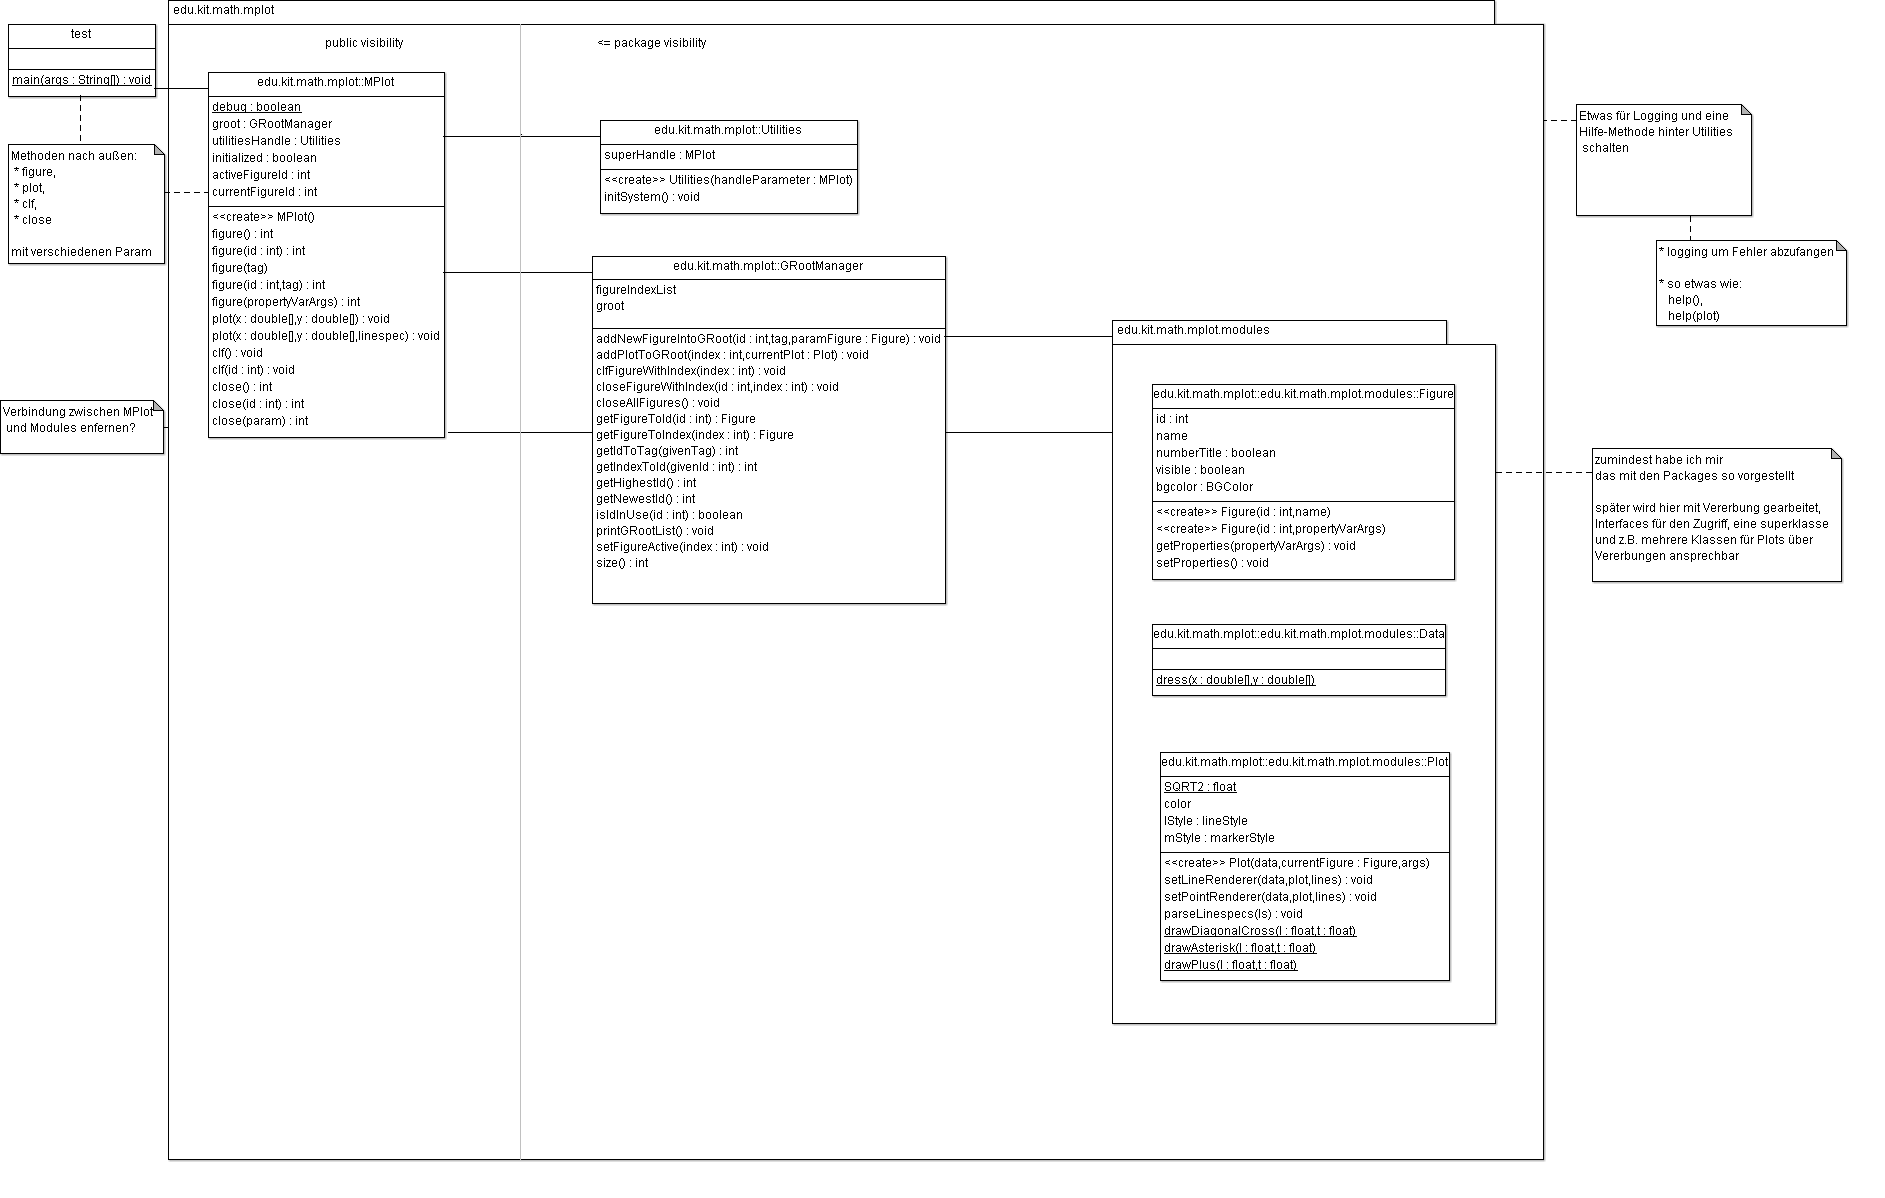 edu.kit.math.mplot
test
main(args : String[]) : void
public visibility
<= package visibility
Methoden nach außen:
* figure,
* plot,
* clf,
* close
mit verschiedenen Param
Verbindung zwischen MPlot
und Modules enfernen?
edu.kit.math.mplot::MPlot
debug : boolean
groot : GRootManager
utilitiesHandle : Utilities
initialized : boolean
activeFigureId : int
currentFigureId : int
<<create>> MPlot()
figure() : int
figure(id : int) : int
figure(tag)
figure(id : int,tag) : int
figure(propertyVarArgs) : int
plot(x : double[],y : double[]) : void
plot(x : double[],y : double[],linespec) : void
clf() : void
clf(id : int) : void
close() : int
close(id : int) : int
close(param) : int
edu.kit.math.mplot::Utilities
superHandle : MPlot
<<create>> Utilities(handleParameter : MPlot)
initSystem() : void
edu.kit.math.mplot::GRootManager
figureIndexList
groot
addNewFigureIntoGRoot(id : int,tag,paramFigure : Figure) : void
addPlotToGRoot(index : int,currentPlot : Plot) : void
clfFigureWithIndex(index : int) : void
closeFigureWithIndex(id : int,index : int) : void
closeAllFigures() : void
getFigureToId(id : int) : Figure
getFigureToIndex(index : int) : Figure
getIdToTag(givenTag) : int
getIndexToId(givenId : int) : int
getHighestId() : int
getNewestId() : int
isIdInUse(id : int) : boolean
printGRootList() : void
setFigureActive(index : int) : void
size() : int
edu.kit.math.mplot.modules
edu.kit.math.mplot::edu.kit.math.mplot.modules::Figure
id : int
name
numberTitle : boolean
visible : boolean
bgcolor : BGColor
<<create>> Figure(id : int,name)
<<create>> Figure(id : int,propertyVarArgs)
getProperties(propertyVarArgs) : void
setProperties() : void
edu.kit.math.mplot::edu.kit.math.mplot.modules::Data
dress(x : double[],y : double[])
edu.kit.math.mplot::edu.kit.math.mplot.modules::Plot
SQRT2 : float
color
lStyle : lineStyle
mStyle : markerStyle
<<create>> Plot(data,currentFigure : Figure,args)
setLineRenderer(data,plot,lines) : void
setPointRenderer(data,plot,lines) : void
parseLinespecs(ls) : void
drawDiagonalCross(l : float,t : float)
drawAsterisk(l : float,t : float)
drawPlus(l : float,t : float)
Etwas für Logging und eine
Hilfe-Methode hinter Utilities
schalten
* logging um Fehler abzufangen
* so etwas wie:
help(),
help(plot)
zumindest habe ich mir
das mit den Packages so vorgestellt
später wird hier mit Vererbung gearbeitet,
Interfaces für den Zugriff, eine superklasse
und z.B. mehrere Klassen für Plots über
Vererbungen ansprechbar